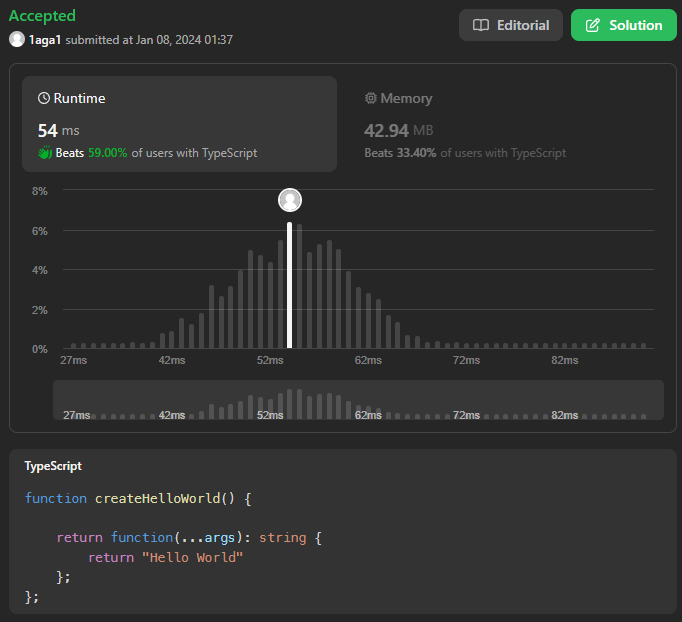 Accepted
1aga1 submitted at Jan 08, 2024 01:37
Editorial
Solution
Runtime
54 ms
Beats 59.00% of users with TypeScript
Memory
42.94 MB
Beats 33.40% of users with TypeScript
8%
6%
4%
2%
0%
27ms 42ms 52ms 62ms 72ms 82ms
27ms 42ms 52ms 62ms 72ms 82ms
TypeScript
function createHelloWorld() {
    return function(...args): string {
        return "Hello World"
    };
};